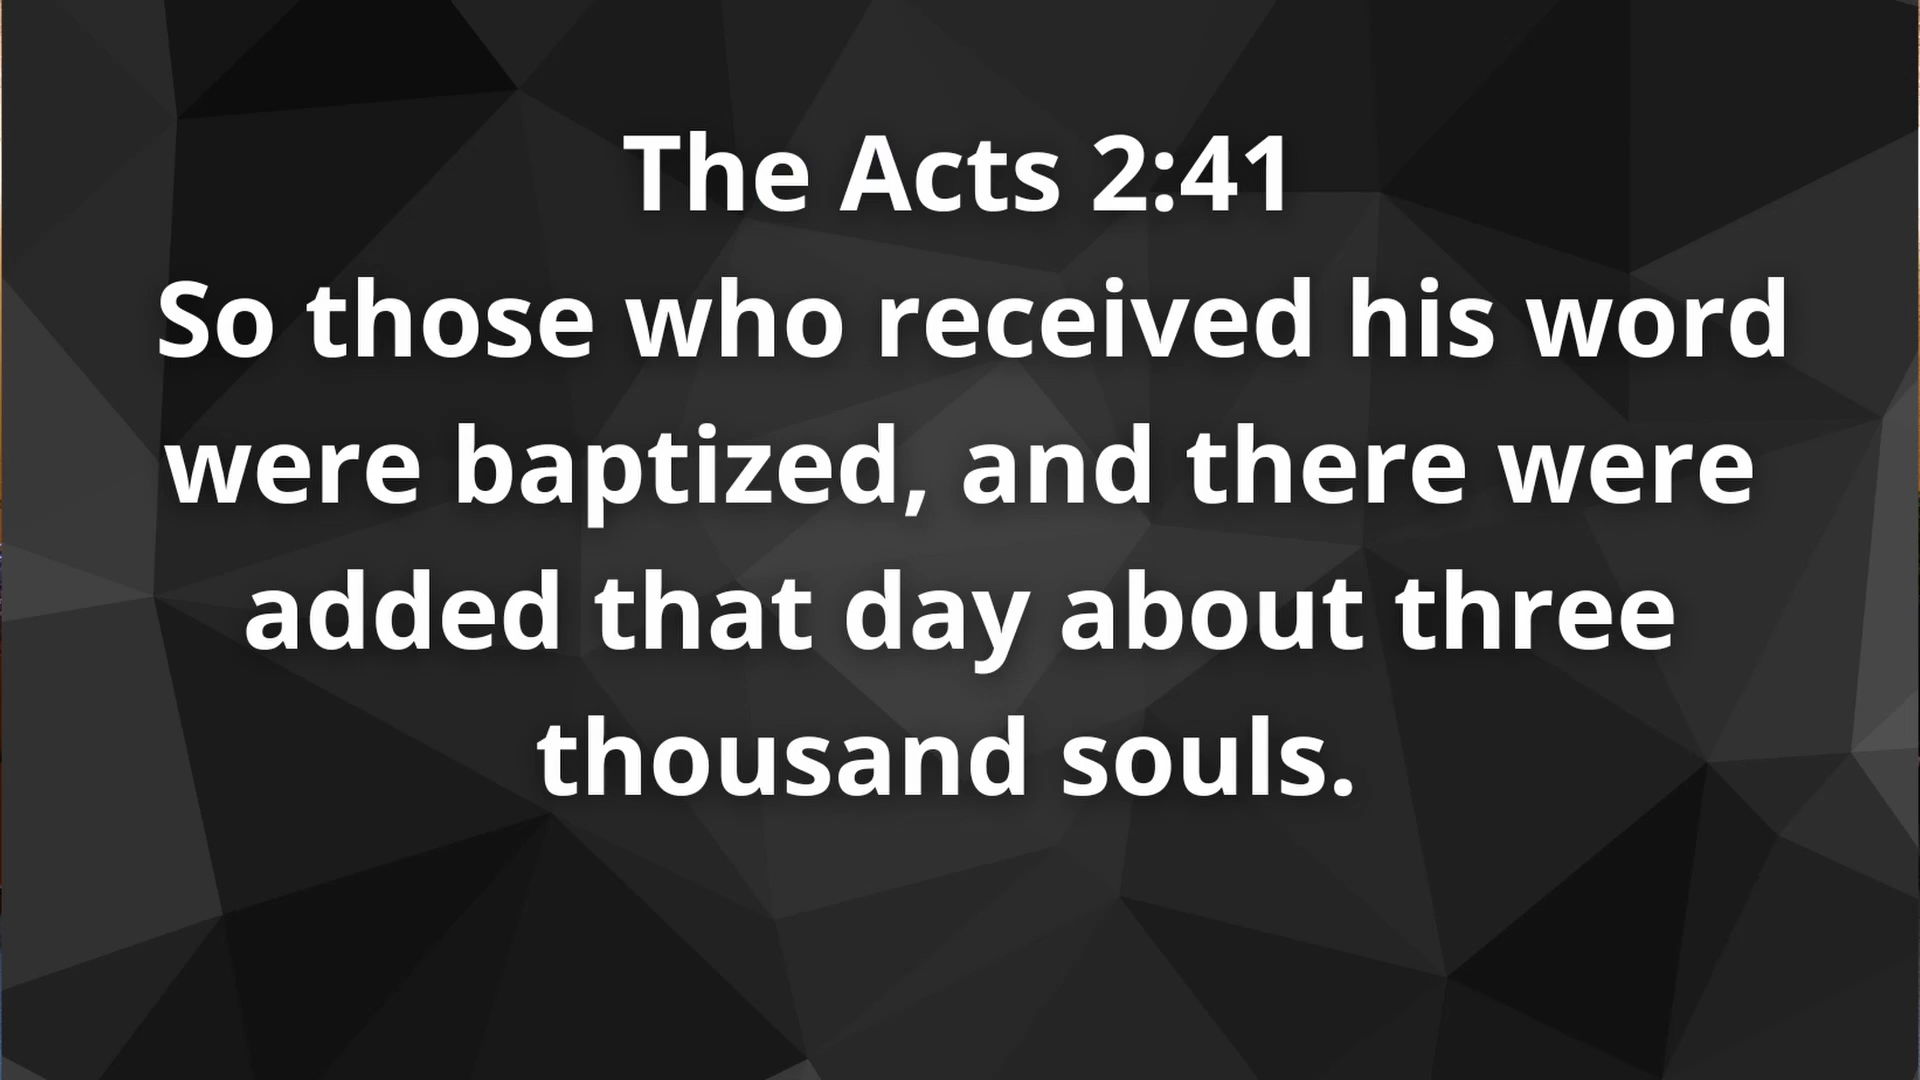 The Acts 2:41
So those who received his word
were baptized, and there were
added that day about three
thousand souls.